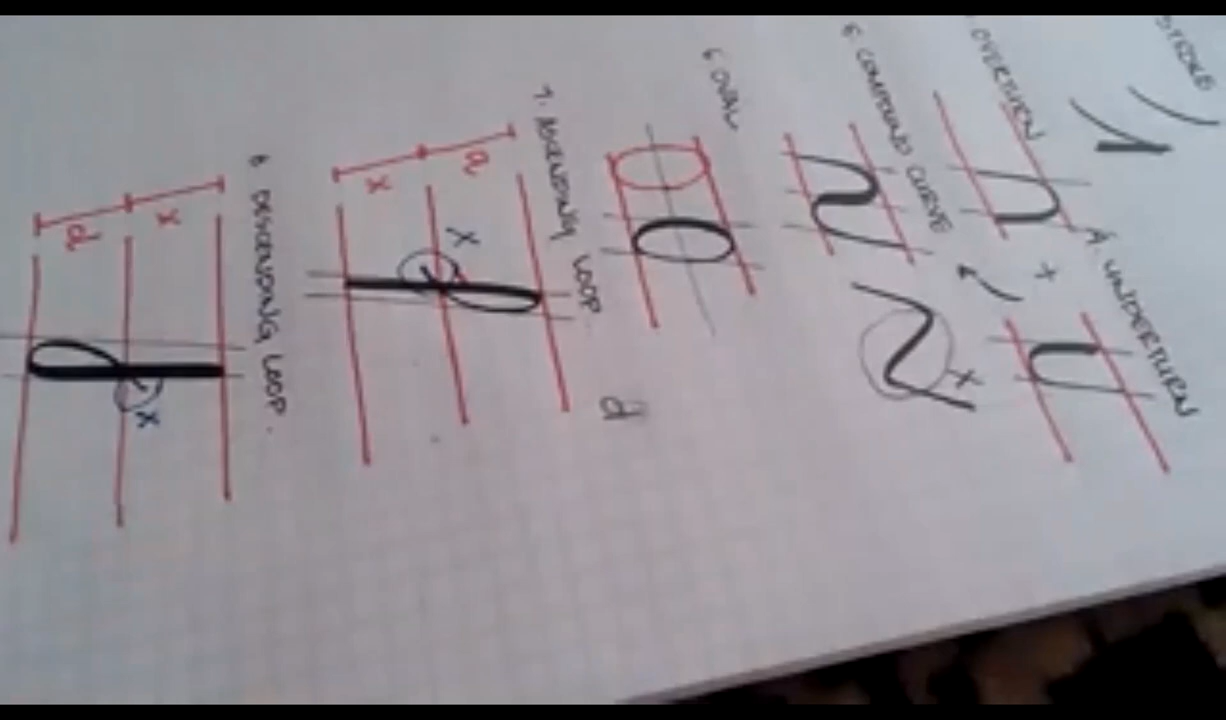 STROKE
OVERTURN
4 UNDERTURN
+
5 COMPOUND CURVE
x
6 OVAL
7. ASCENDING LOOP.
a
x
x
d
8 DESCENDING LOOP.
x
d
x